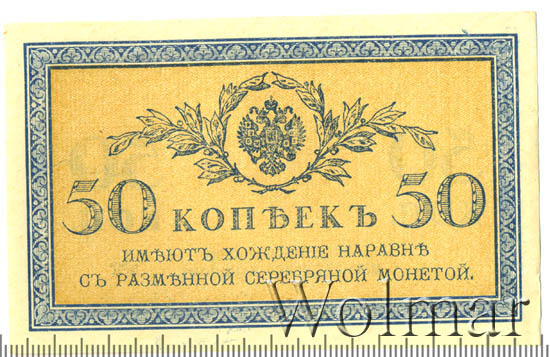 50 КОПѢЕКЪ 50
ИМѢЮТЪ ХОЖДЕНІЕ НАРАВНѢ
СЪ РАЗМѢННОЙ СЕРЕБРЯНОЙ МОНЕТОЙ.
Wolmar